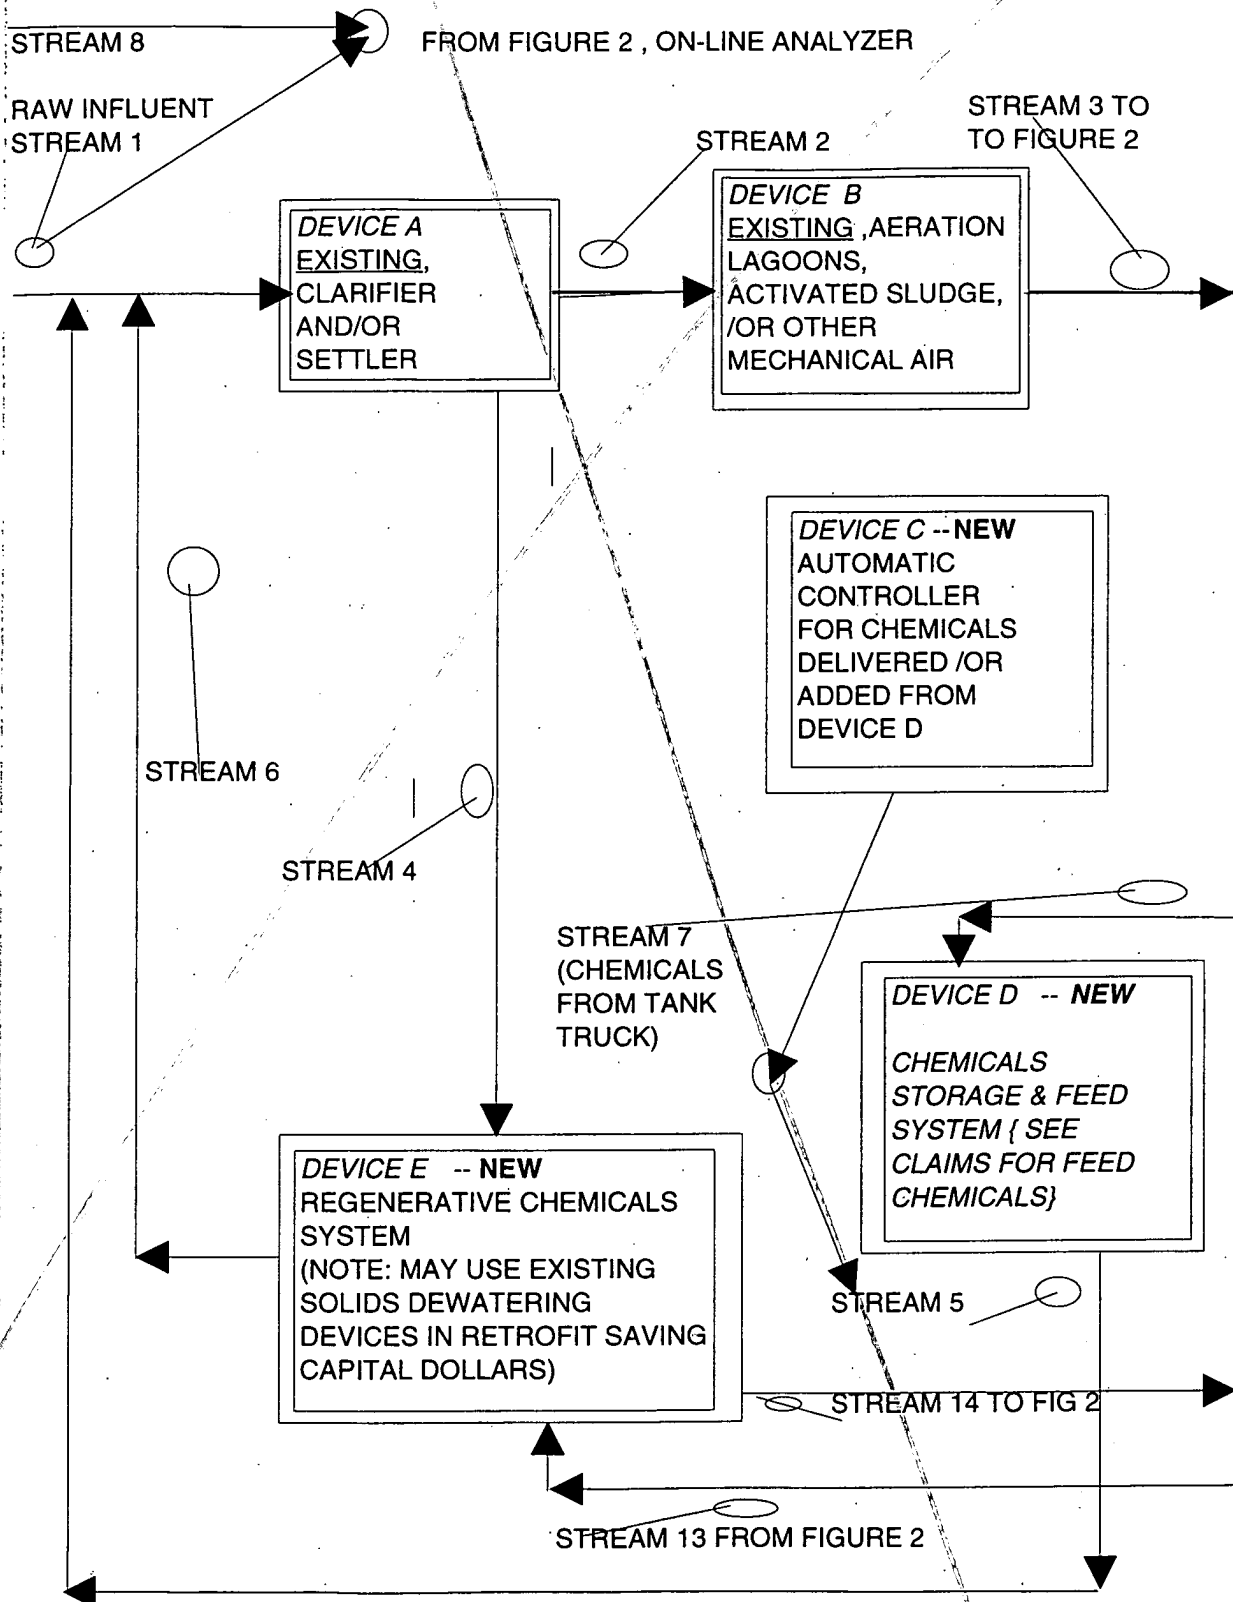 STREAM 8
FROM FIGURE 2 , ON-LINE ANALYZER
RAW INFLUENT
STREAM 1
STREAM 2
STREAM 3 TO
TO FIGURE 2
DEVICE A
EXISTING,
CLARIFIER
AND/OR
SETTLER
DEVICE B
EXISTING ,AERATION
LAGOONS,
ACTIVATED SLUDGE,
/OR OTHER
MECHANICAL AIR
DEVICE C --NEW
AUTOMATIC
CONTROLLER
FOR CHEMICALS
DELIVERED /OR
ADDED FROM
DEVICE D
STREAM 6
STREAM 4
STREAM 7
(CHEMICALS
FROM TANK
TRUCK)
DEVICE D -- NEW
CHEMICALS
STORAGE & FEED
SYSTEM { SEE
CLAIMS FOR FEED
CHEMICALS}
DEVICE E -- NEW
REGENERATIVE CHEMICALS
SYSTEM
(NOTE: MAY USE EXISTING
SOLIDS DEWATERING
DEVICES IN RETROFIT SAVING
CAPITAL DOLLARS)
STREAM 5
STREAM 14 TO FIG 2
STREAM 13 FROM FIGURE 2